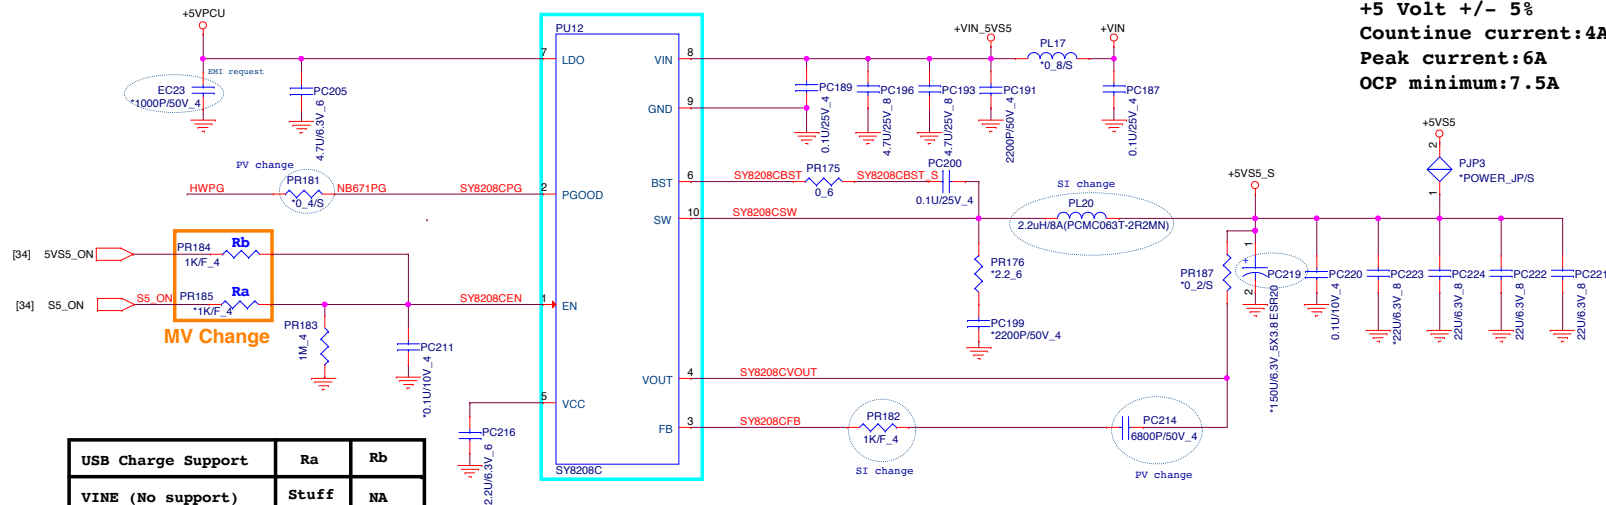 +5VPCU
EMI request
EC23
*1000P/50V_4
PC205
4.7U/6.3V_6
PU12
7
LDO
VIN
8
GND
9
+VIN_5VS5
PL17
*0_8/S
+VIN
PC189
0.1U/25V_4
PC196
4.7U/25V_8
PC193
4.7U/25V_8
PC191
2200P/50V_4
PC187
0.1U/25V_4
+5 Volt +/- 5%
Countinue current:4A
Peak current:6A
OCP minimum:7.5A
PV change
HWPG
PR181
*0_4/S
NB671PG
SY8208CPG
2
PGOOD
BST
6
SY8208CBST
PR175
0_6
SY8208CBST_S
PC200
0.1U/25V_4
SW
10
SY8208CSW
SI change
PL20
2.2uH/8A(PCMC063T-2R2MN)
+5VS5_S
+5VS5
2
PJP3
*POWER_JP/S
1
[34]
5VS5_ON
PR184
Rb
1K/F_4
[34]
S5_ON
S5_ON
PR185
Ra
*1K/F_4
MV Change
SY8208CEN
1
EN
PR183
1M_4
PC211
*0.1U/10V_4
PR176
*2.2_6
PC199
*2200P/50V_4
PR187
*0_2/S
1
+
PC219
2
*150U/6.3V_5X3.8 ESR20
PC220
0.1U/10V_4
PC223
*22U/6.3V_8
PC224
22U/6.3V_8
PC222
22U/6.3V_8
PC221
22U/6.3V_8
VOUT
4
SY8208CVOUT
5
VCC
PC216
2.2U/6.3V_6
FB
3
SY8208CFB
PR182
1K/F_4
SI change
PC214
6800P/50V_4
PV change
SY8208C
USB Charge Support Ra Rb
VINE (No support) Stuff NA